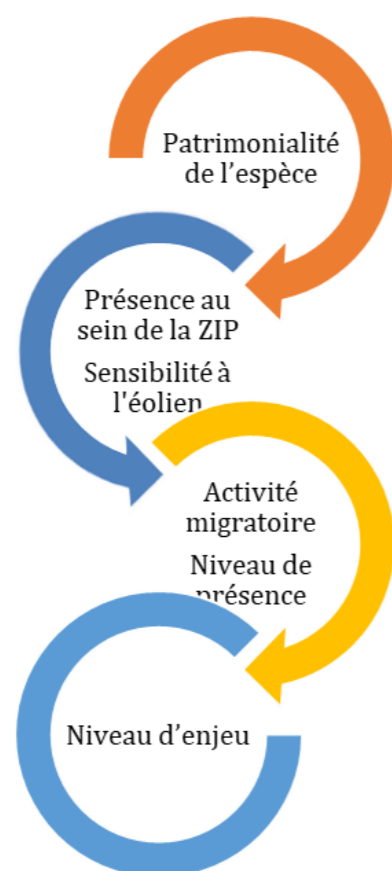 Patrimonialité
de l’espèce
Présence au
sein de la ZIP
Sensibilité à
l'éolien
Activité
migratoire
Niveau de
présence
Niveau d’enjeu